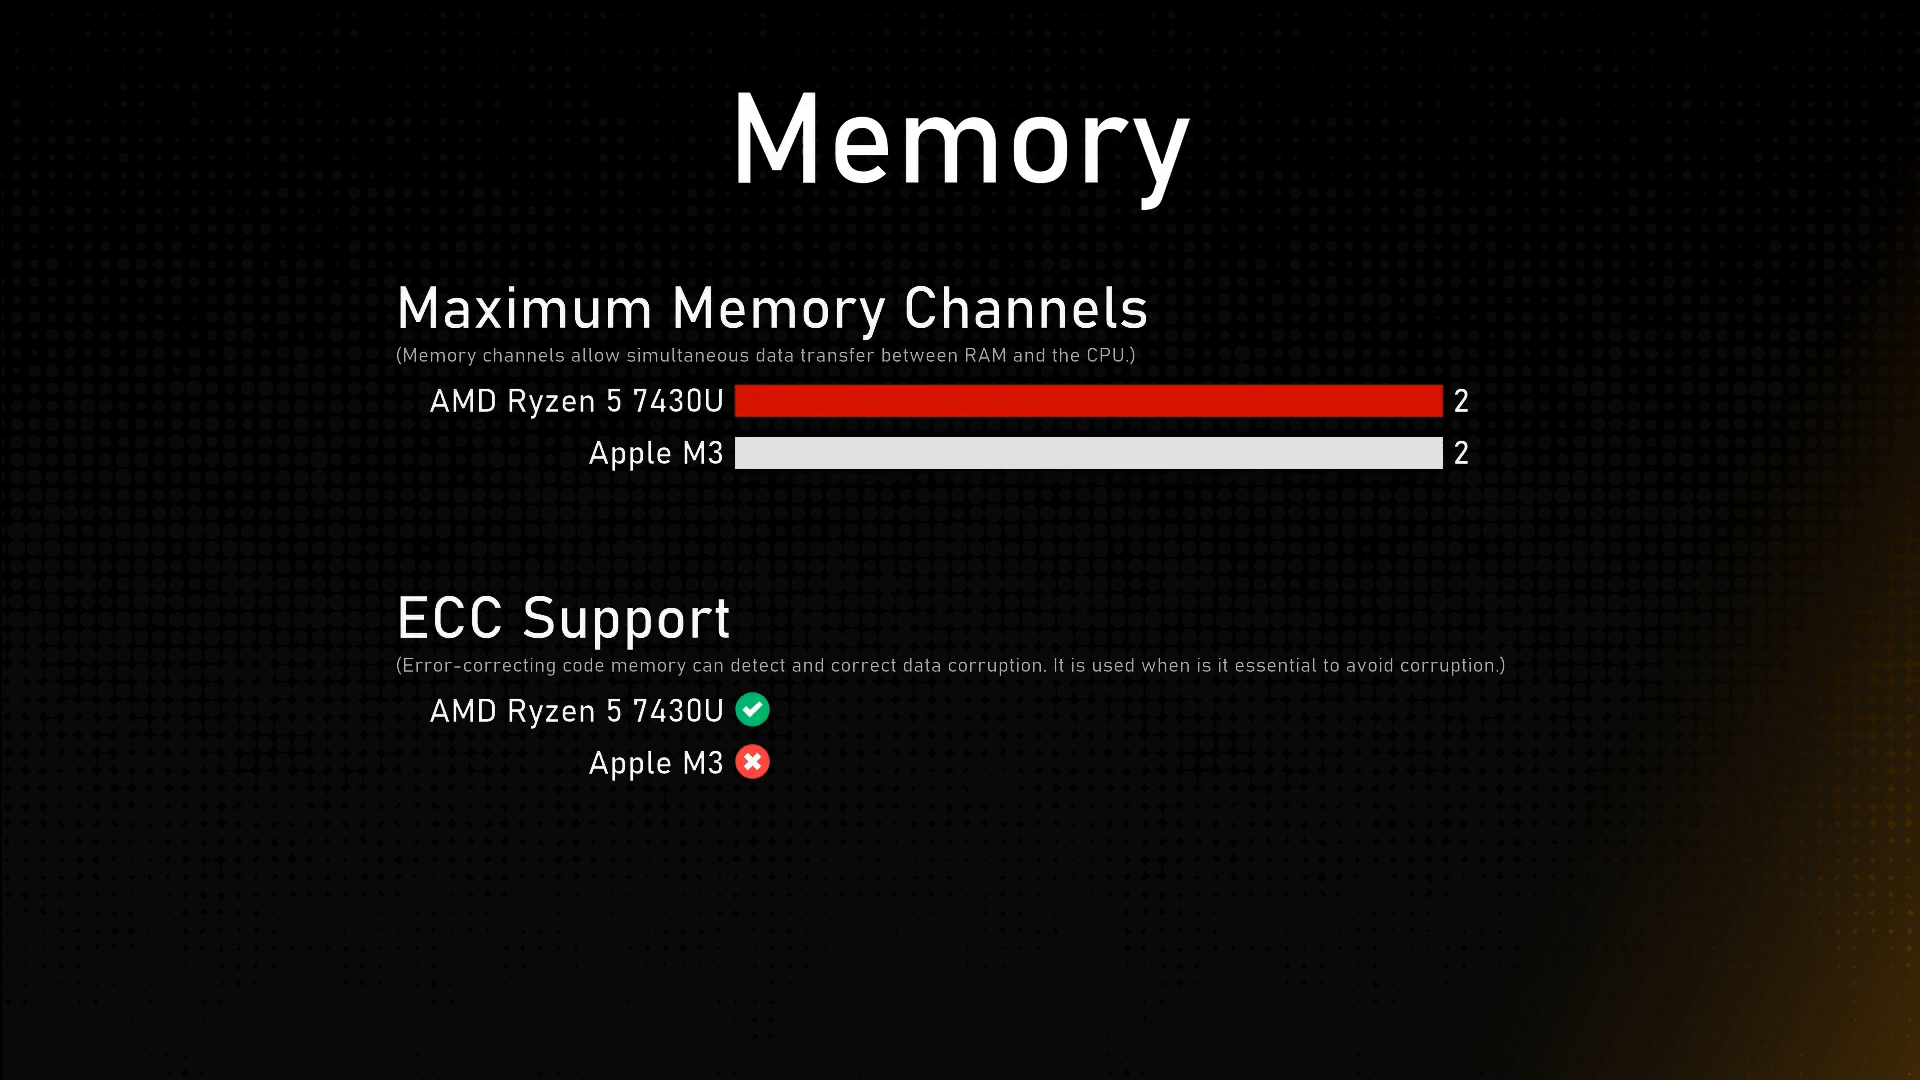 Memory
Maximum Memory Channels
(Memory channels allow simultaneous data transfer between RAM and the CPU.)
AMD Ryzen 5 7430U 2
Apple M3 2
ECC Support
(Error-correcting code memory can detect and correct data corruption. It is used when is it essential to avoid corruption.)
AMD Ryzen 5 7430U
Apple M3